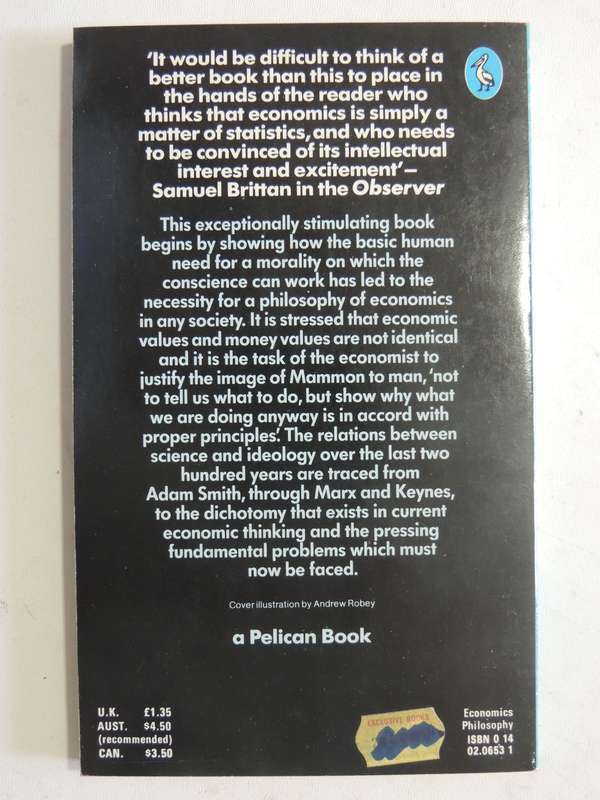 ‘It would be difficult to think of a
better book than this to place in
the hands of the reader who
thinks that economics is simply a
matter of statistics, and who needs
to be convinced of its intellectual
interest and excitement’—
Samuel Brittan in the Observer
This exceptionally stimulating book
begins by showing how the basic human
need for a morality on which the
conscience can work has led to the
necessity for a philosophy of economics
in any society. It is stressed that economic
values and money values are not identical
and it is the task of the economist to
justify the image of Mammon to man, ‘not
to tell us what to do, but show why what
we are doing anyway is in accord with
proper principles’. The relations between
science and ideology over the last two
hundred years are traced from
Adam Smith, through Marx and Keynes,
to the dichotomy that exists in current
economic thinking and the pressing
fundamental problems which must
now be faced.
Cover illustration by Andrew Robey
a Pelican Book
U.K. £1.35
AUST. $4.50
(recommended)
CAN. $3.50
EXCLUSIVE BOOKS
Economics
Philosophy
ISBN 0 14
02.0653 1